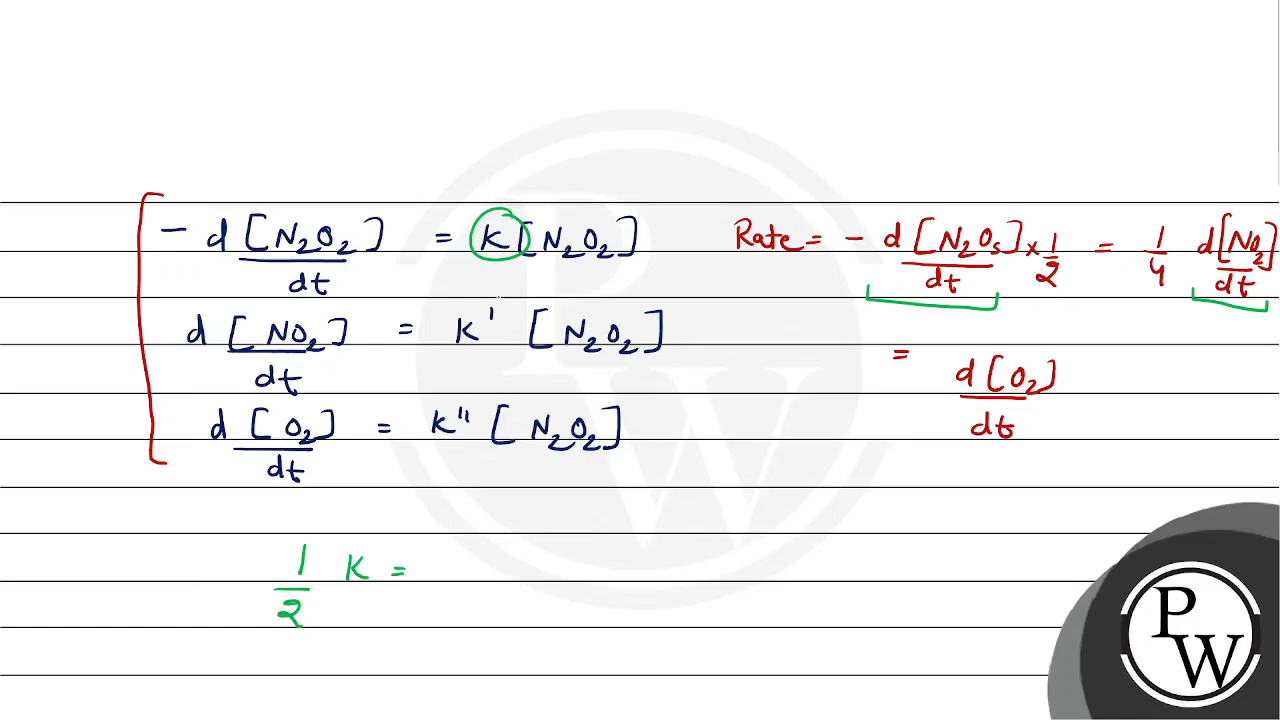 - d[N₂O₂]/dt = K[N₂O₂]
d[NO₂]/dt = K' [N₂O₂]
d[O₂]/dt = K" [N₂O₂]
1/2 K =
Rate = - d[N₂O₅]/dt × 1/2 = 1/4 d[NO₂]/dt
= d[O₂]/dt
P
W
P
W